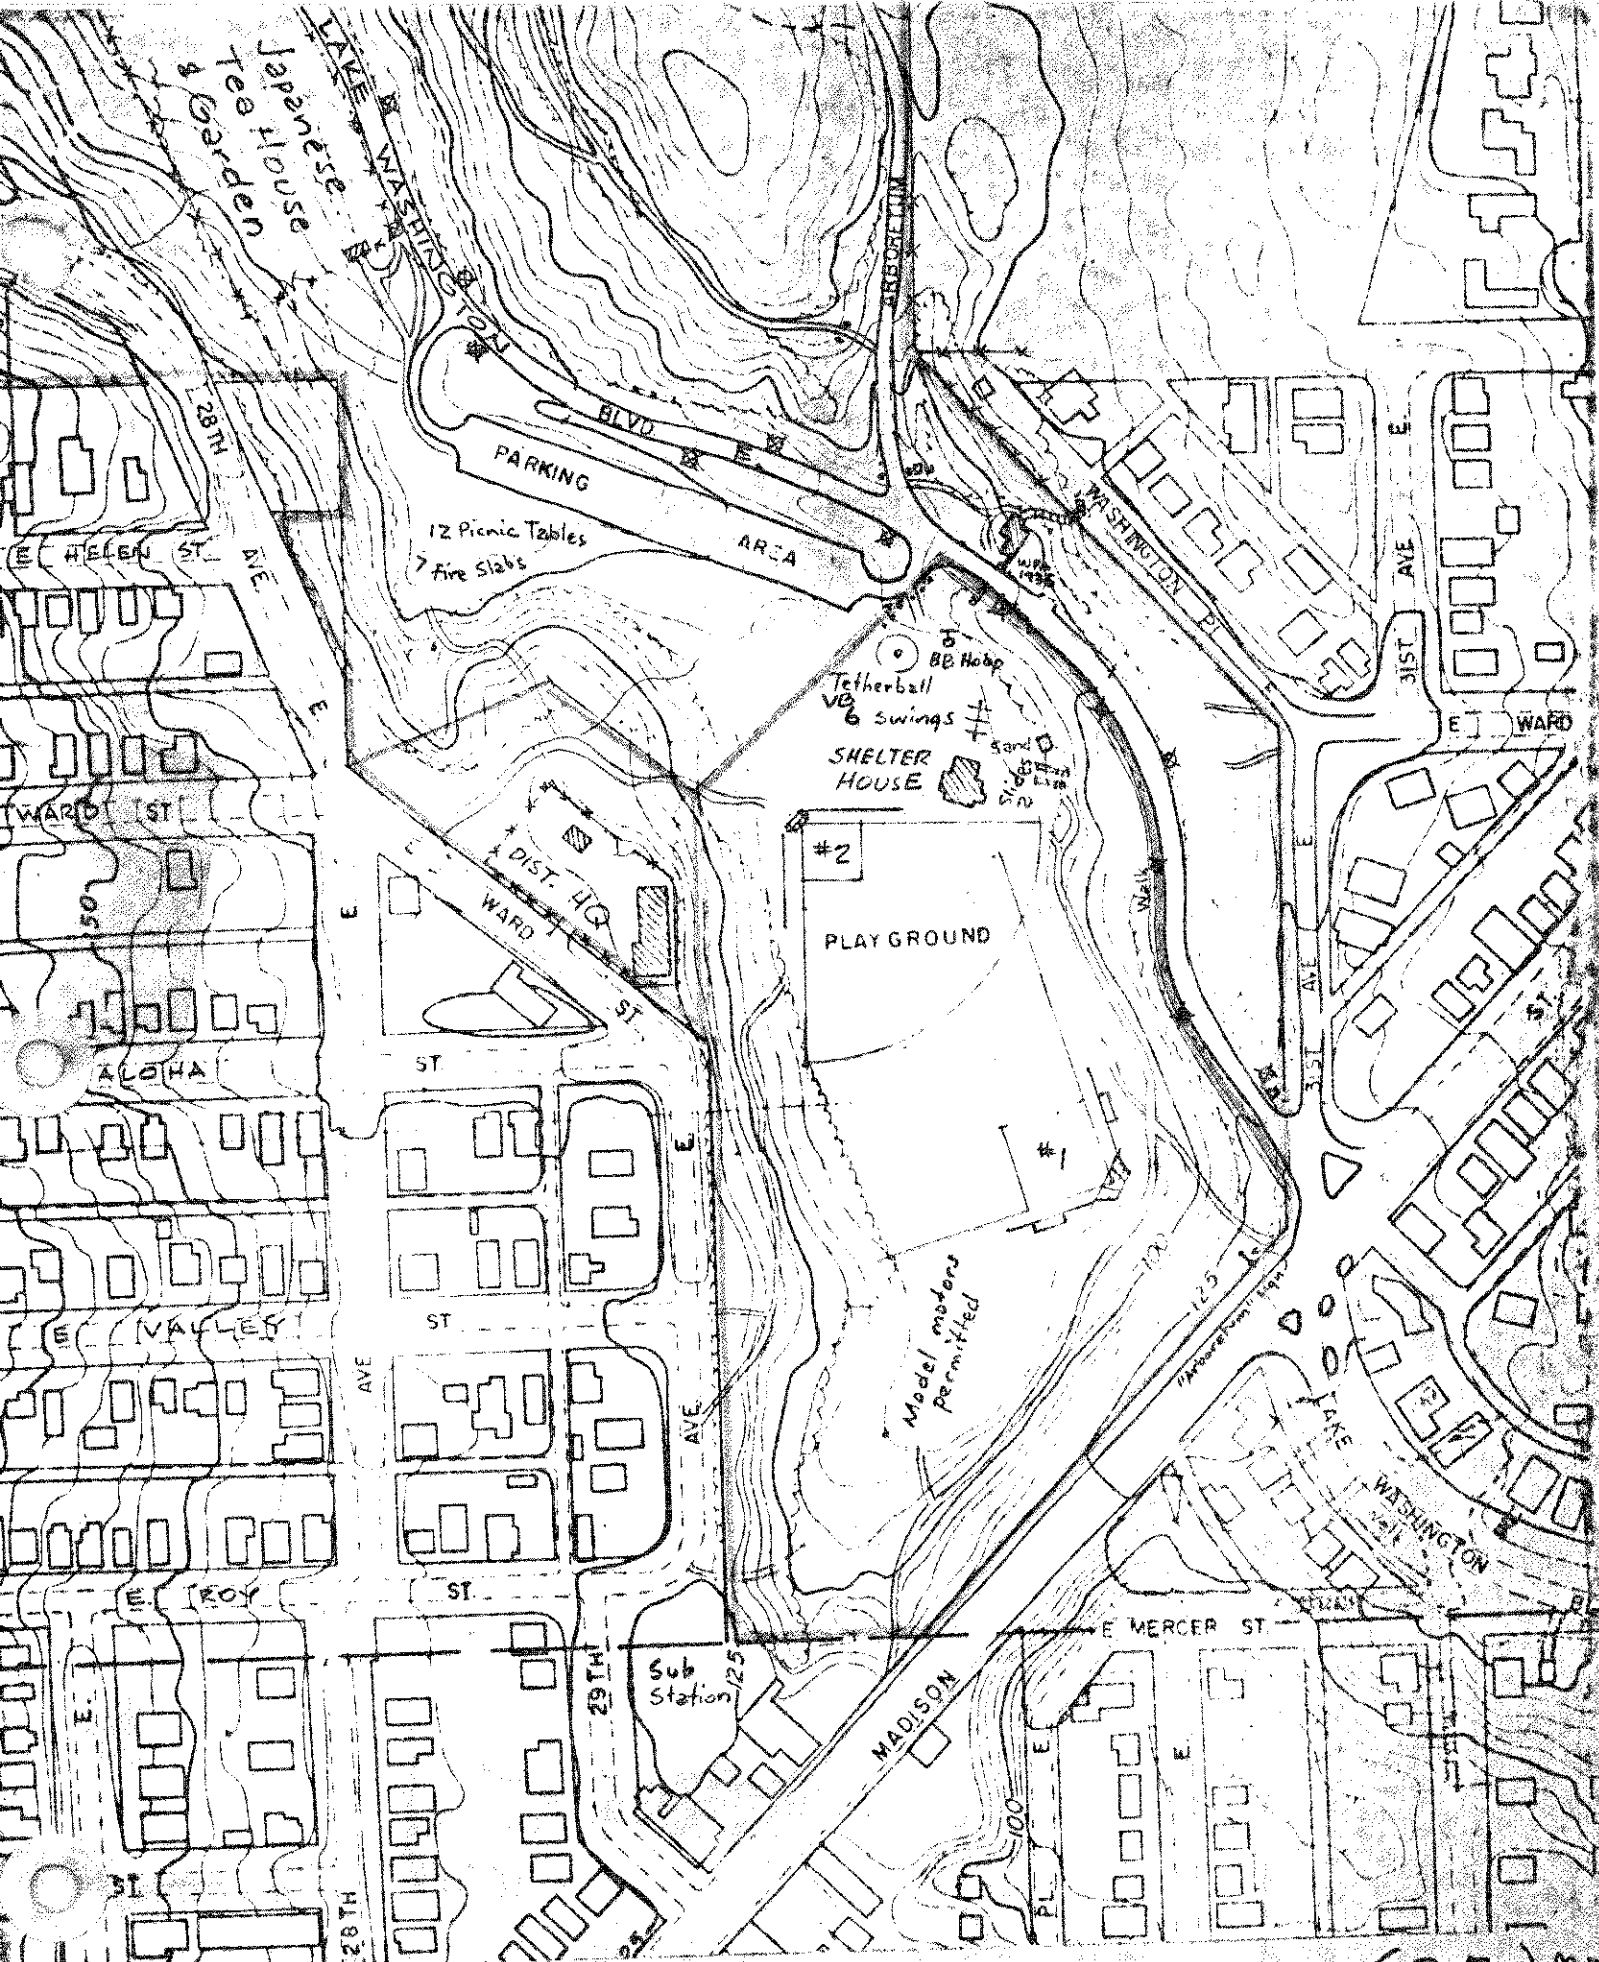 Japanese
Tea House
& Garden
LAKE WASHINGTON
BLVD E.
ARBORETUM
PARKING
AREA
12 Picnic Tables
7 Fire Slabs
28TH
AVE
E
E HELEN ST
WPA
1935
WASHINGTON PL
E
AVE
31ST
BB Hoop
Tetherball
VB
6 swings
Sand
Slides
2
SHELTER
HOUSE
E WARD
WARD ST
DIST. HQ
E
WARD
ST
#2
PLAYGROUND
Walk
E
AVE
31ST
ST.
150
E
ALOHA
ST
E
#1
100
125
"Arboretum" sign
Model motors
permitted
E VALLEY
ST
AVE
AVE
LAKE
WASHINGTON
E ROY
ST.
E MERCER ST
Sub
Station
125
29TH
E.
MADISON
E
E
100
PL
ST
28TH